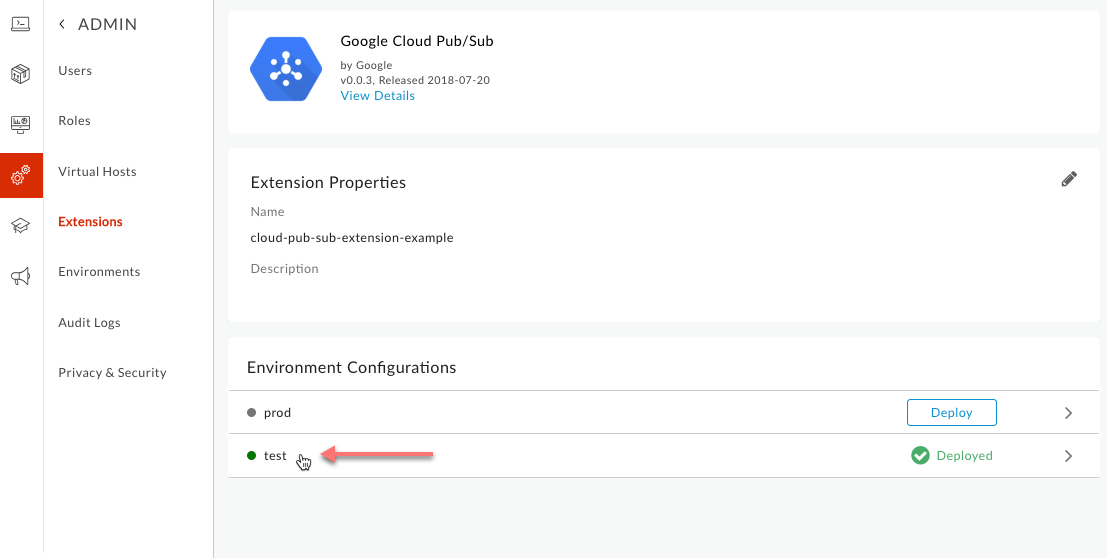 ADMIN
Users
Roles
Virtual Hosts
Extensions
Environments
Audit Logs
Privacy & Security
Google Cloud Pub/Sub
by Google
v0.0.3, Released 2018-07-20
View Details
Extension Properties
Name
cloud-pub-sub-extension-example
Description
Environment Configurations
prod Deploy
test Deployed